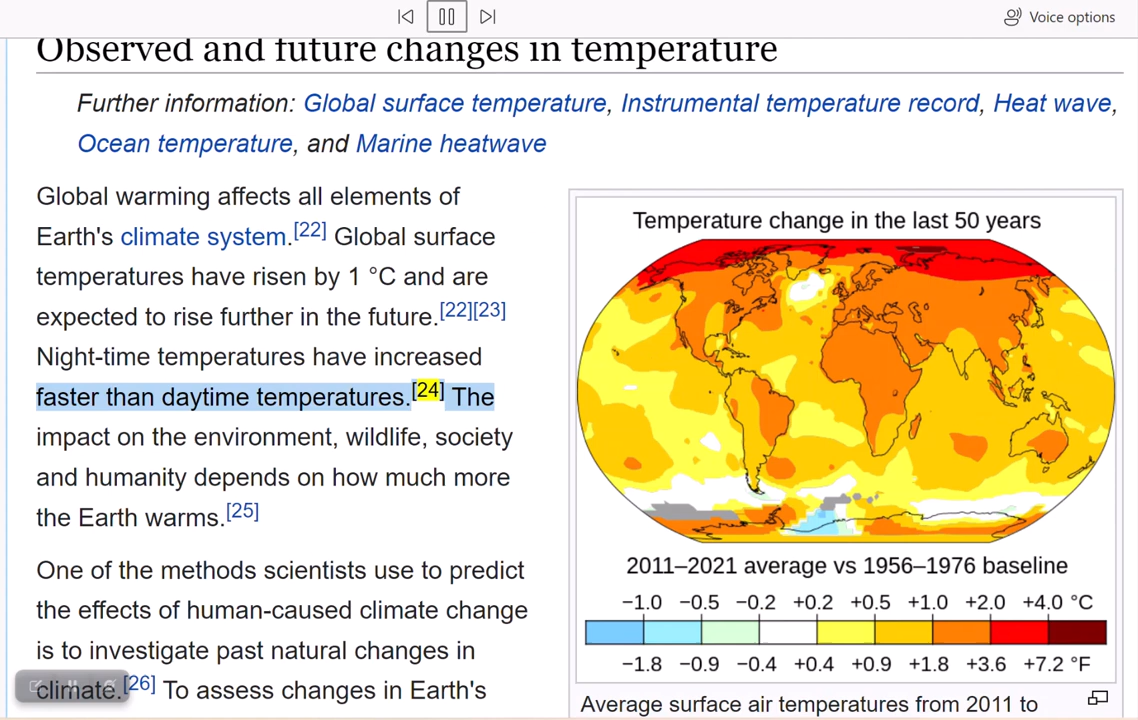 Voice options
Observed and future changes in temperature
Further information: Global surface temperature, Instrumental temperature record, Heat wave,
Ocean temperature, and Marine heatwave
Global warming affects all elements of
Earth's climate system.[22] Global surface
temperatures have risen by 1 °C and are
expected to rise further in the future.[22][23]
Night-time temperatures have increased
faster than daytime temperatures.[24] The
impact on the environment, wildlife, society
and humanity depends on how much more
the Earth warms.[25]
One of the methods scientists use to predict
the effects of human-caused climate change
is to investigate past natural changes in
climate.[26] To assess changes in Earth's
Temperature change in the last 50 years
2011–2021 average vs 1956–1976 baseline
−1.0 −0.5 −0.2 +0.2 +0.5 +1.0 +2.0 +4.0 °C
−1.8 −0.9 −0.4 +0.4 +0.9 +1.8 +3.6 +7.2 °F
Average surface air temperatures from 2011 to